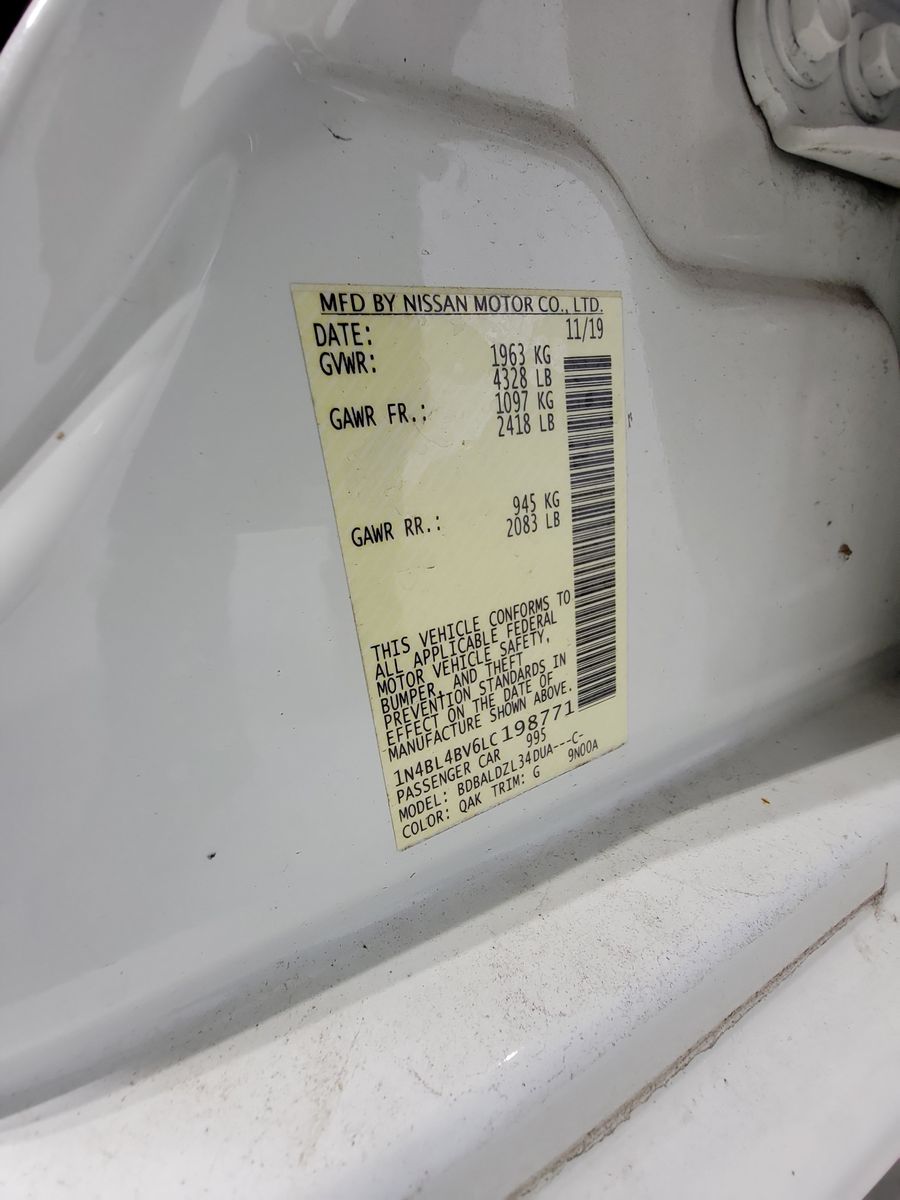 MFD BY NISSAN MOTOR CO., LTD.
DATE: 11/19
GVWR: 1963 KG
4328 LB
GAWR FR.: 1097 KG
2418 LB
GAWR RR.: 945 KG
2083 LB
THIS VEHICLE CONFORMS TO
ALL APPLICABLE FEDERAL
MOTOR VEHICLE SAFETY,
BUMPER, AND THEFT
PREVENTION STANDARDS IN
EFFECT ON THE DATE OF
MANUFACTURE SHOWN ABOVE.
1N4BL4BV6LC198771
PASSENGER CAR 995
MODEL: BDBALDZL34DUA---C-
COLOR: QAK TRIM: G 9N00A